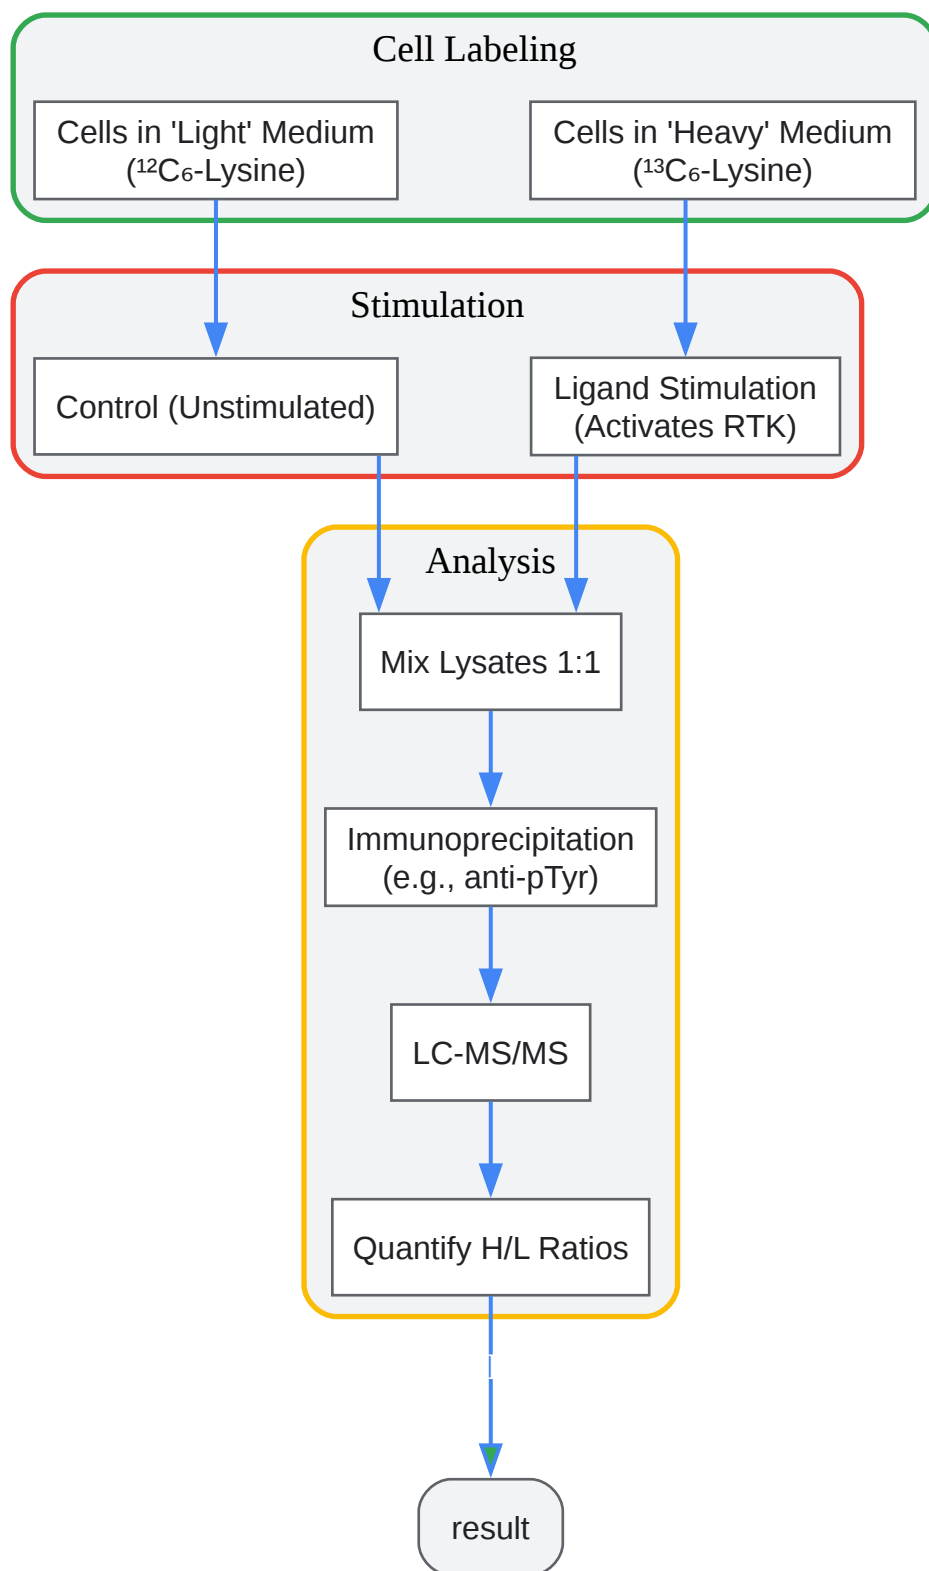 Cell Labeling
Cells in 'Light' Medium
(¹²C₆-Lysine)
Cells in 'Heavy' Medium
(¹³C₆-Lysine)
Stimulation
Control (Unstimulated)
Ligand Stimulation
(Activates RTK)
Analysis
Mix Lysates 1:1
Immunoprecipitation
(e.g., anti-pTyr)
LC-MS/MS
Quantify H/L Ratios
result